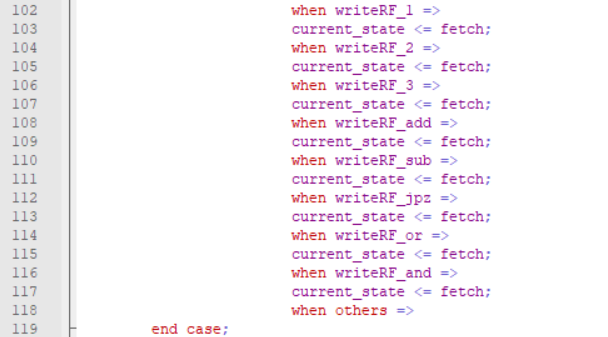 102 when writeRF_1 =>
103 current_state <= fetch;
104 when writeRF_2 =>
105 current_state <= fetch;
106 when writeRF_3 =>
107 current_state <= fetch;
108 when writeRF_add =>
109 current_state <= fetch;
110 when writeRF_sub =>
111 current_state <= fetch;
112 when writeRF_jpz =>
113 current_state <= fetch;
114 when writeRF_or =>
115 current_state <= fetch;
116 when writeRF_and =>
117 current_state <= fetch;
118 when others =>
119 end case;